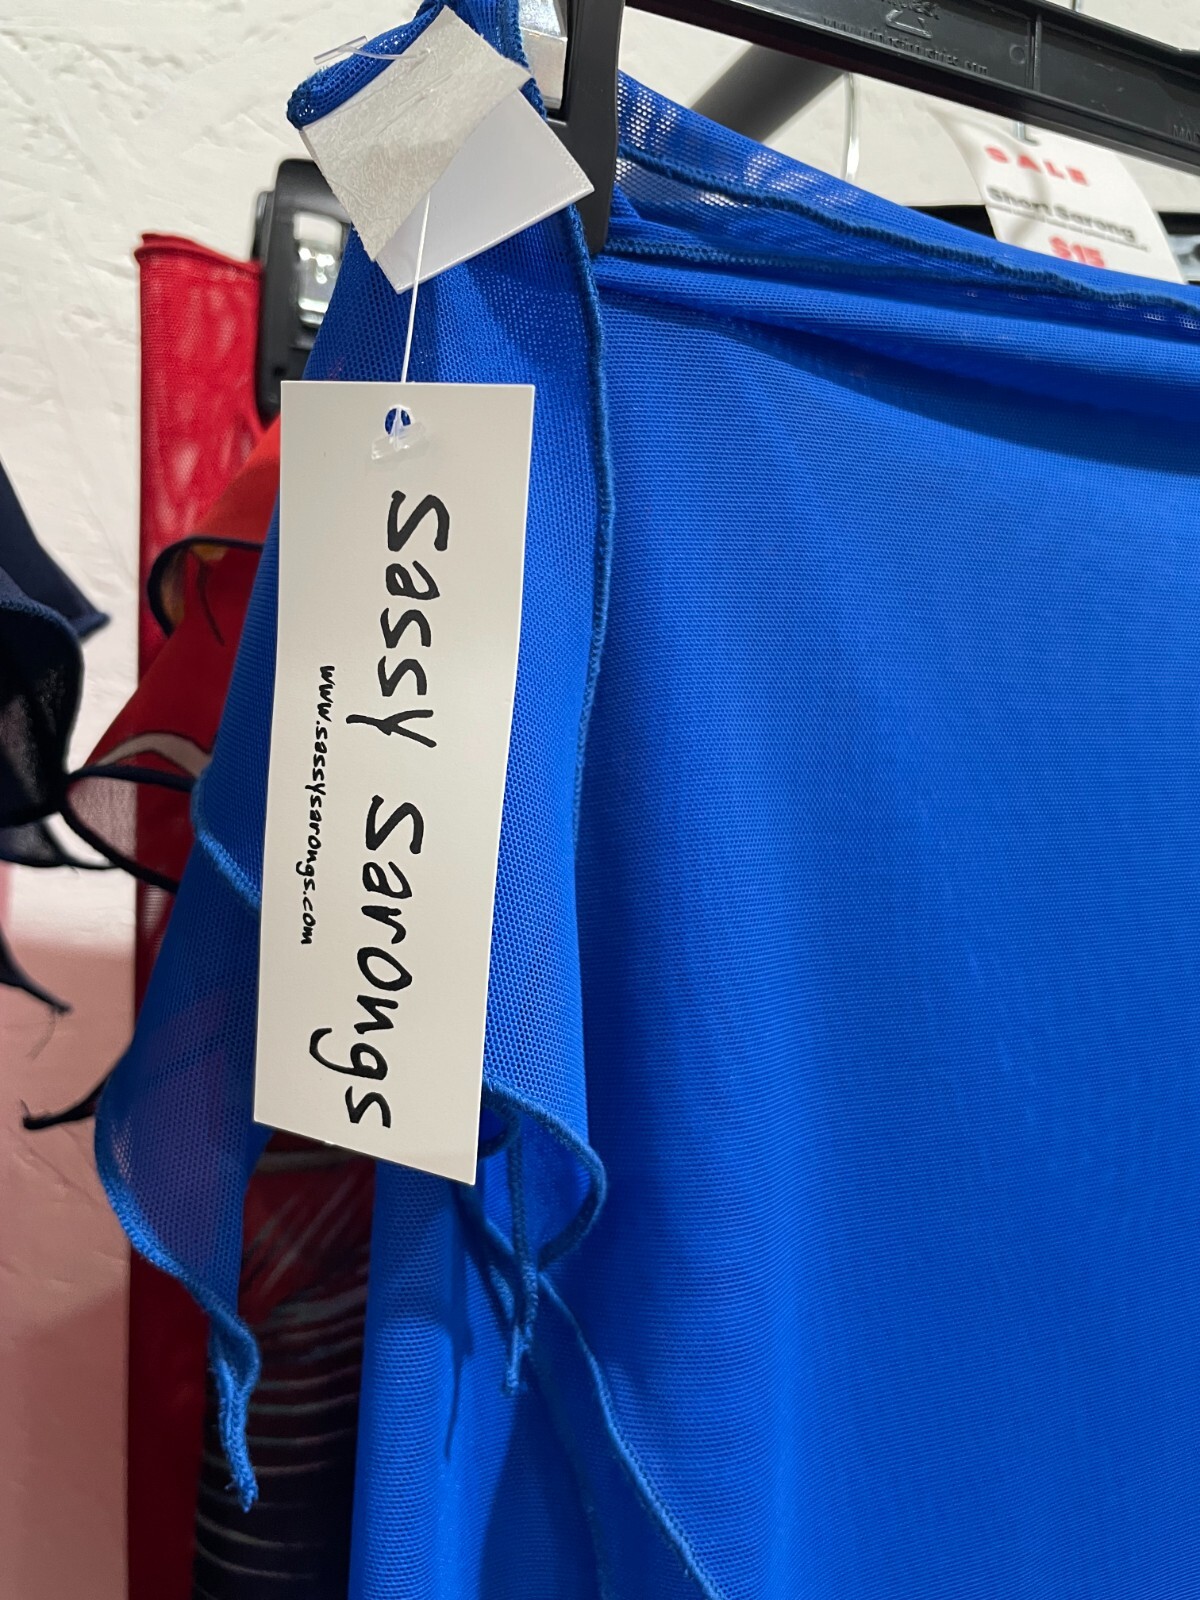 sassy sarongs
www.sassysarongs.com
SALE
Short Sarong
$15